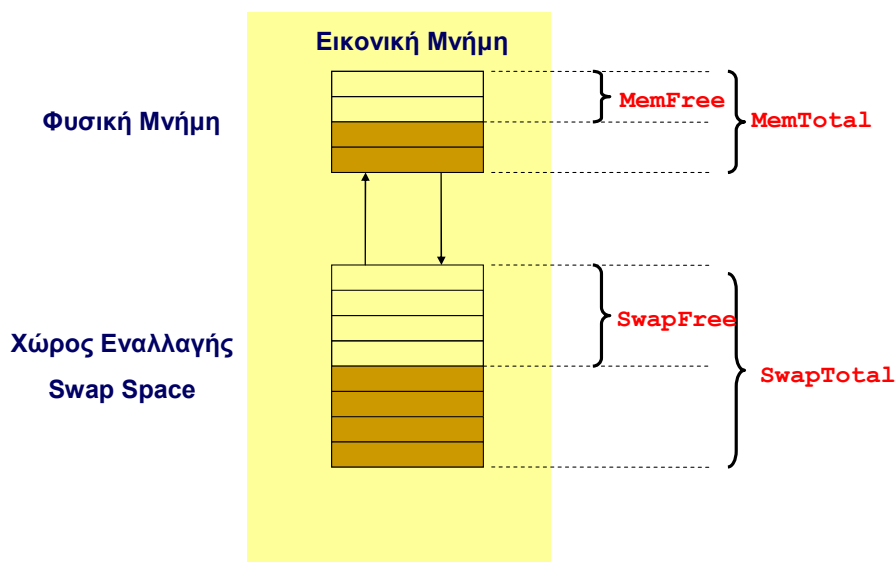 Εικονική Μνήμη
Φυσική Μνήμη
MemFree
MemTotal
Χώρος Εναλλαγής
Swap Space
SwapFree
SwapTotal